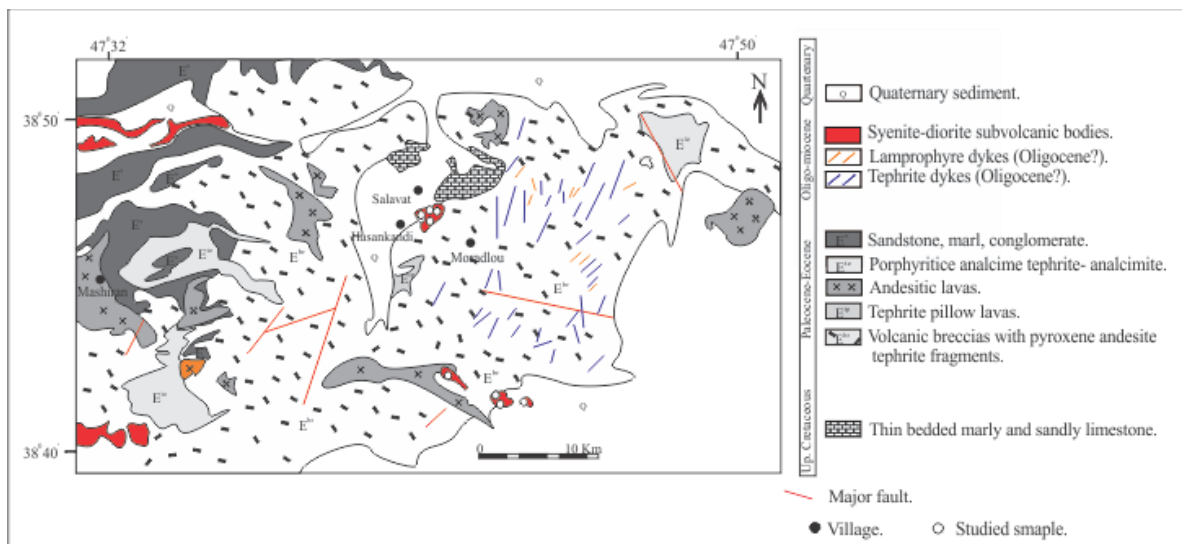 47°32'
47°50'
38°50'
38°40'
N
Q
Q
Q
Q
Salavat
Hasankandi
Moradlou
Mashiran
0 10 Km
Quaternary
Oligo-miocene
Paleocene-Eocene
Up. Cretaceous
Q Quaternary sediment.
Syenite-diorite subvolcanic bodies.
Lamprophyre dykes (Oligocene?).
Tephrite dykes (Oligocene?).
Sandstone, marl, conglomerate.
Porphyritice analcime tephrite- analcimite.
Andesitic lavas.
Tephrite pillow lavas.
Volcanic breccias with pyroxene andesite
tephrite fragments.
Thin bedded marly and sandly limestone.
Major fault.
Village.
Studied smaple.